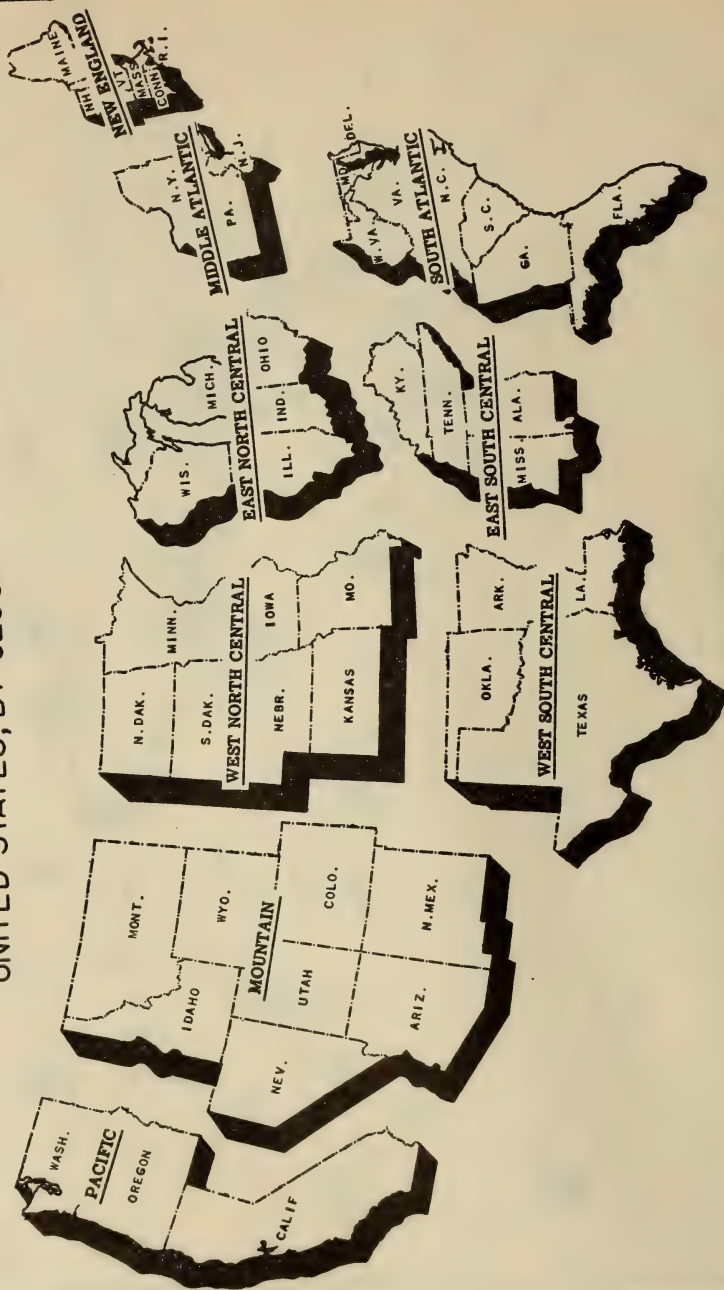 UNITED STATES, BY
WASH.
PACIFIC
OREGON
CALIF
MONT.
IDAHO
WYO.
MOUNTAIN
NEV.
UTAH
COLO.
ARIZ.
N.MEX.
N.DAK.
MINN.
S.DAK.
WEST NORTH CENTRAL
NEBR.
IOWA
KANSAS
MO.
OKLA.
ARK.
WEST SOUTH CENTRAL
TEXAS
LA.
WIS.
MICH.
EAST NORTH CENTRAL
ILL.
IND.
OHIO
KY.
TENN.
EAST SOUTH CENTRAL
MISS.
ALA.
N.Y.
MIDDLE ATLANTIC
PA.
N.J.
MAINE
NH
NEW ENGLAND
VT
MASS
CONN
R.I.
MD.
DEL.
W.VA.
VA.
SOUTH ATLANTIC
N.C.
S.C.
GA.
FLA.